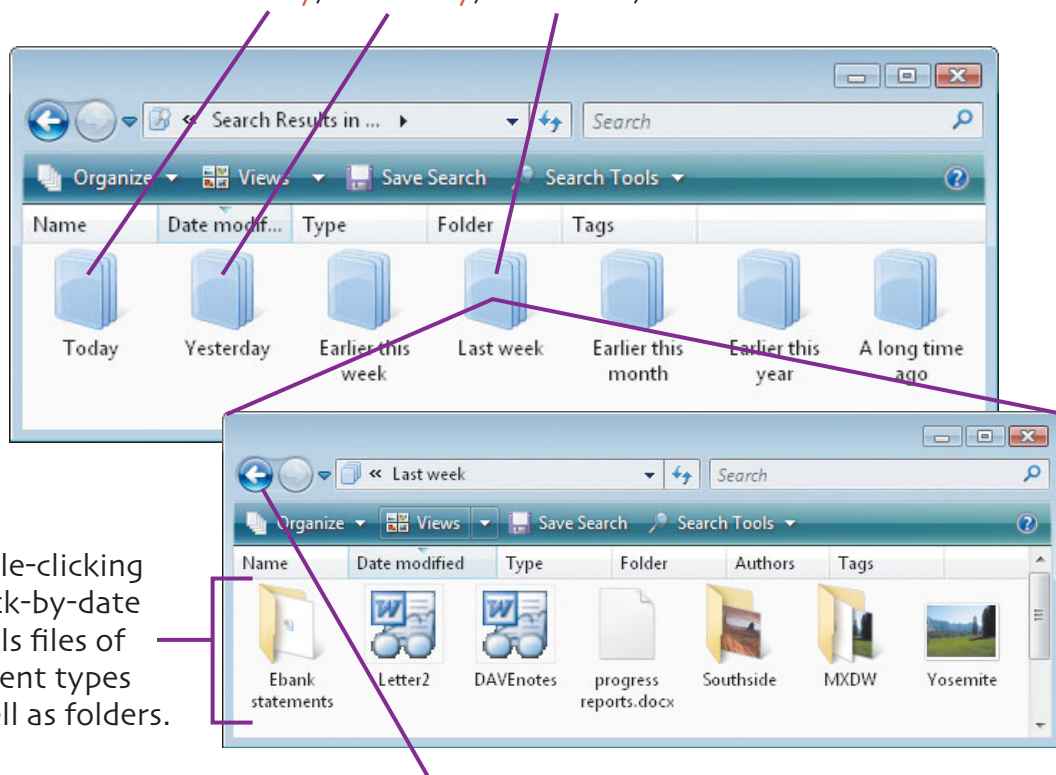 Search Results in ...
Search
Organize Views Save Search Search Tools
Name Date modif... Type Folder Tags
Today Yesterday Earlier this week Last week Earlier this month Earlier this year A long time ago
Last week
Search
Organize Views Save Search Search Tools
Name Date modified Type Folder Authors Tags
Ebank statements Letter2 DAVEnotes progress reports.docx Southside MXDW Yosemite
le-clicking
ck-by-date
ls files of
ent types
ll as folders.